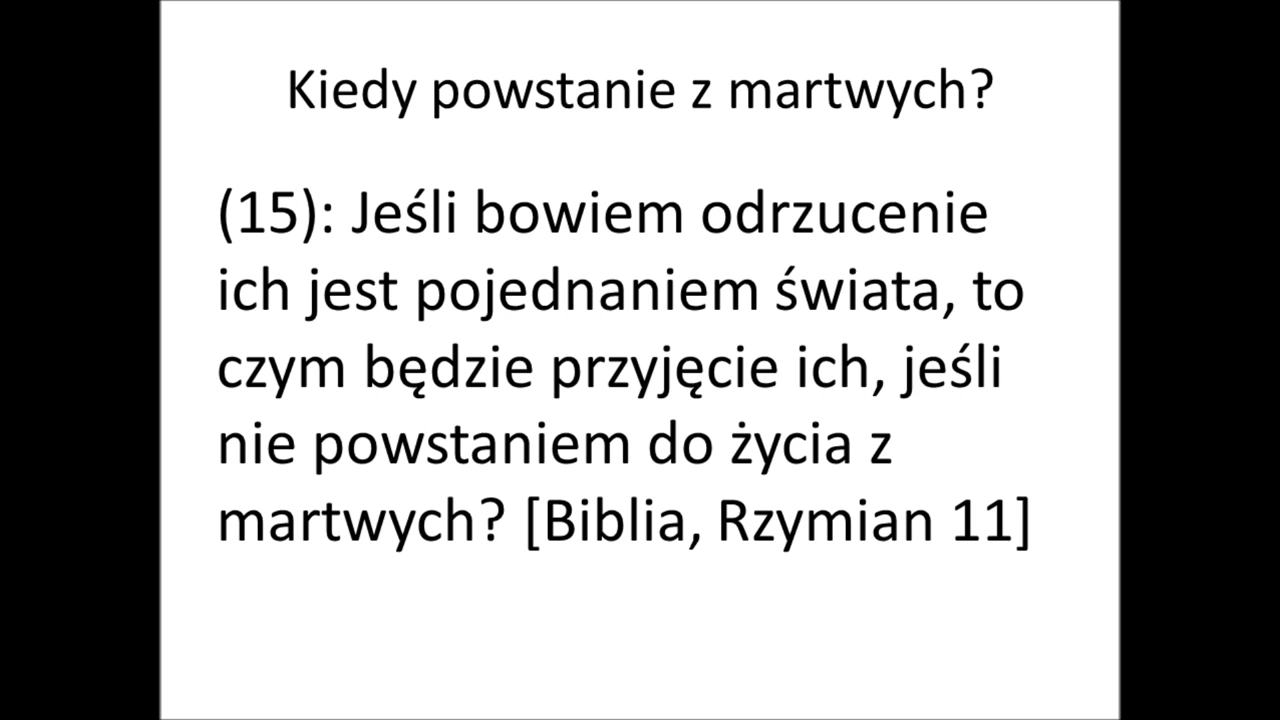 Kiedy powstanie z martwych?
(15): Jeśli bowiem odrzucenie
ich jest pojednaniem świata, to
czym będzie przyjęcie ich, jeśli
nie powstaniem do życia z
martwych? [Biblia, Rzymian 11]